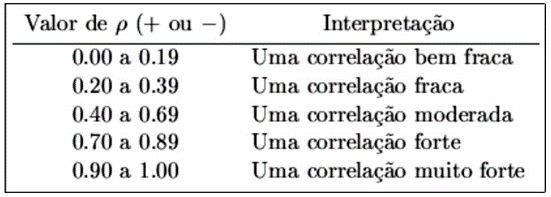 Valor de ρ (+ ou −) Interpretação
0.00 a 0.19 Uma correlação bem fraca
0.20 a 0.39 Uma correlação fraca
0.40 a 0.69 Uma correlação moderada
0.70 a 0.89 Uma correlação forte
0.90 a 1.00 Uma correlação muito forte